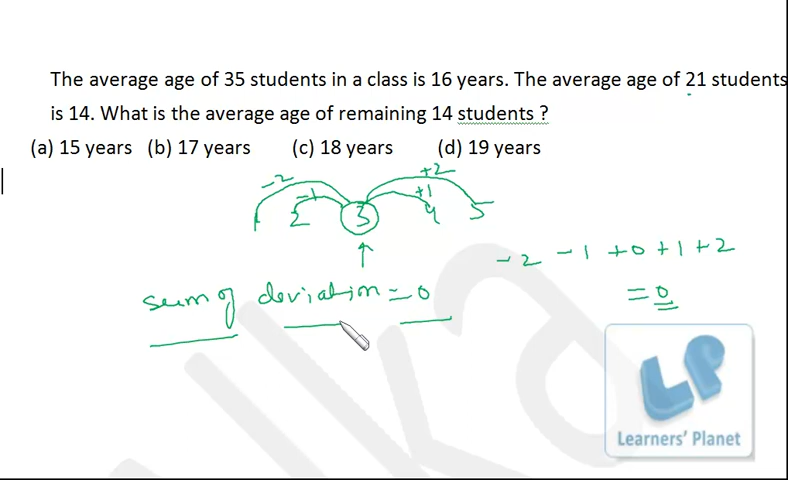 The average age of 35 students in a class is 16 years. The average age of 21 students
is 14. What is the average age of remaining 14 students ?
(a) 15 years (b) 17 years (c) 18 years (d) 19 years
-2 -1 +1 +2
1 2 3 4 5
-2 -1 +0 +1 +2
= 0
sum of deviation = 0
LP
Learners' Planet